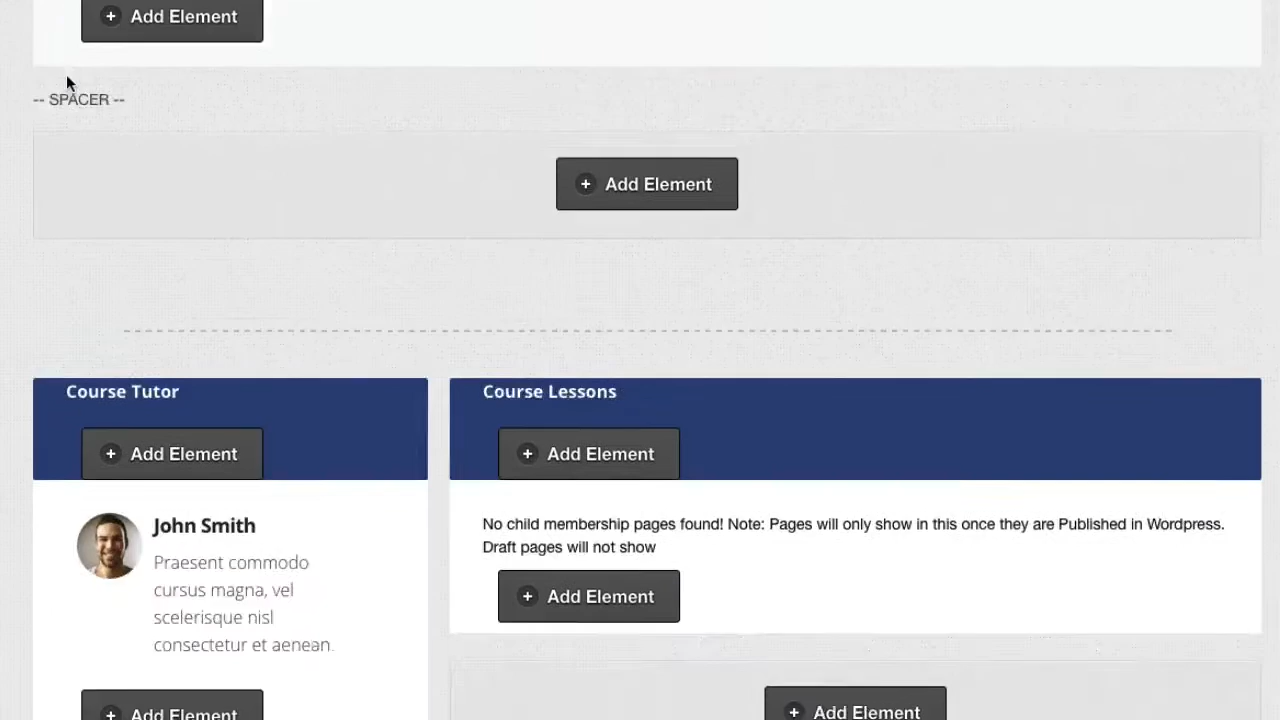 + Add Element
-- SPACER --
+ Add Element
Course Tutor
+ Add Element
John Smith
Praesent commodo
cursus magna, vel
scelerisque nisl
consectetur et aenean.
+ Add Element
Course Lessons
+ Add Element
No child membership pages found! Note: Pages will only show in this once they are Published in Wordpress.
Draft pages will not show
+ Add Element
+ Add Element